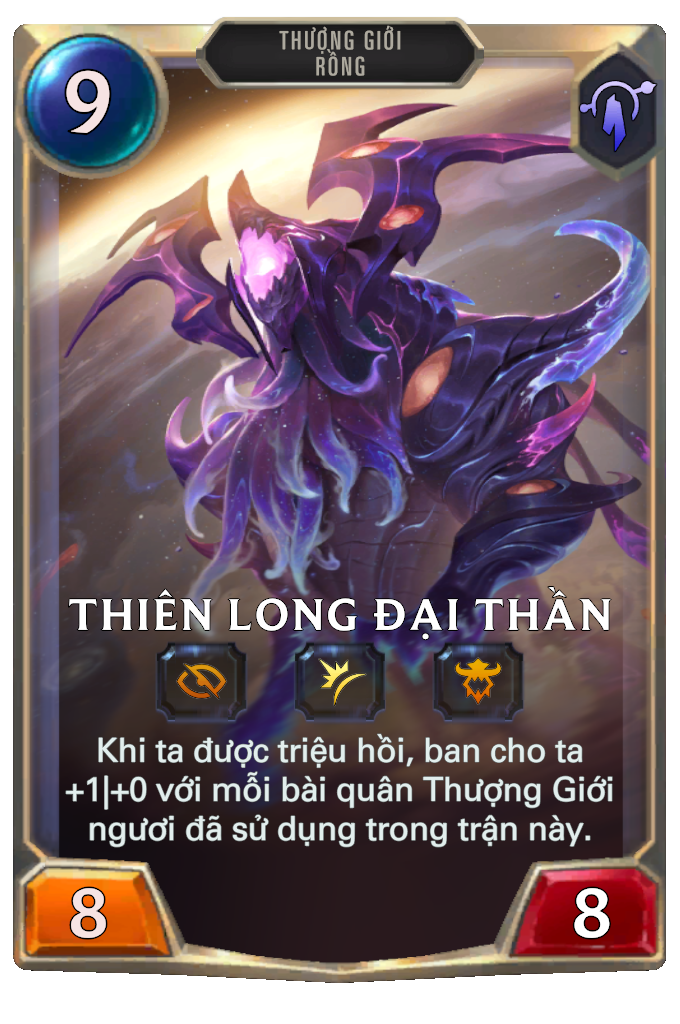 THƯỢNG GIỚI
RỒNG
9
THIÊN LONG ĐẠI THẦN
Khi ta được triệu hồi, ban cho ta
+1|+0 với mỗi bài quân Thượng Giới
ngươi đã sử dụng trong trận này.
8
8